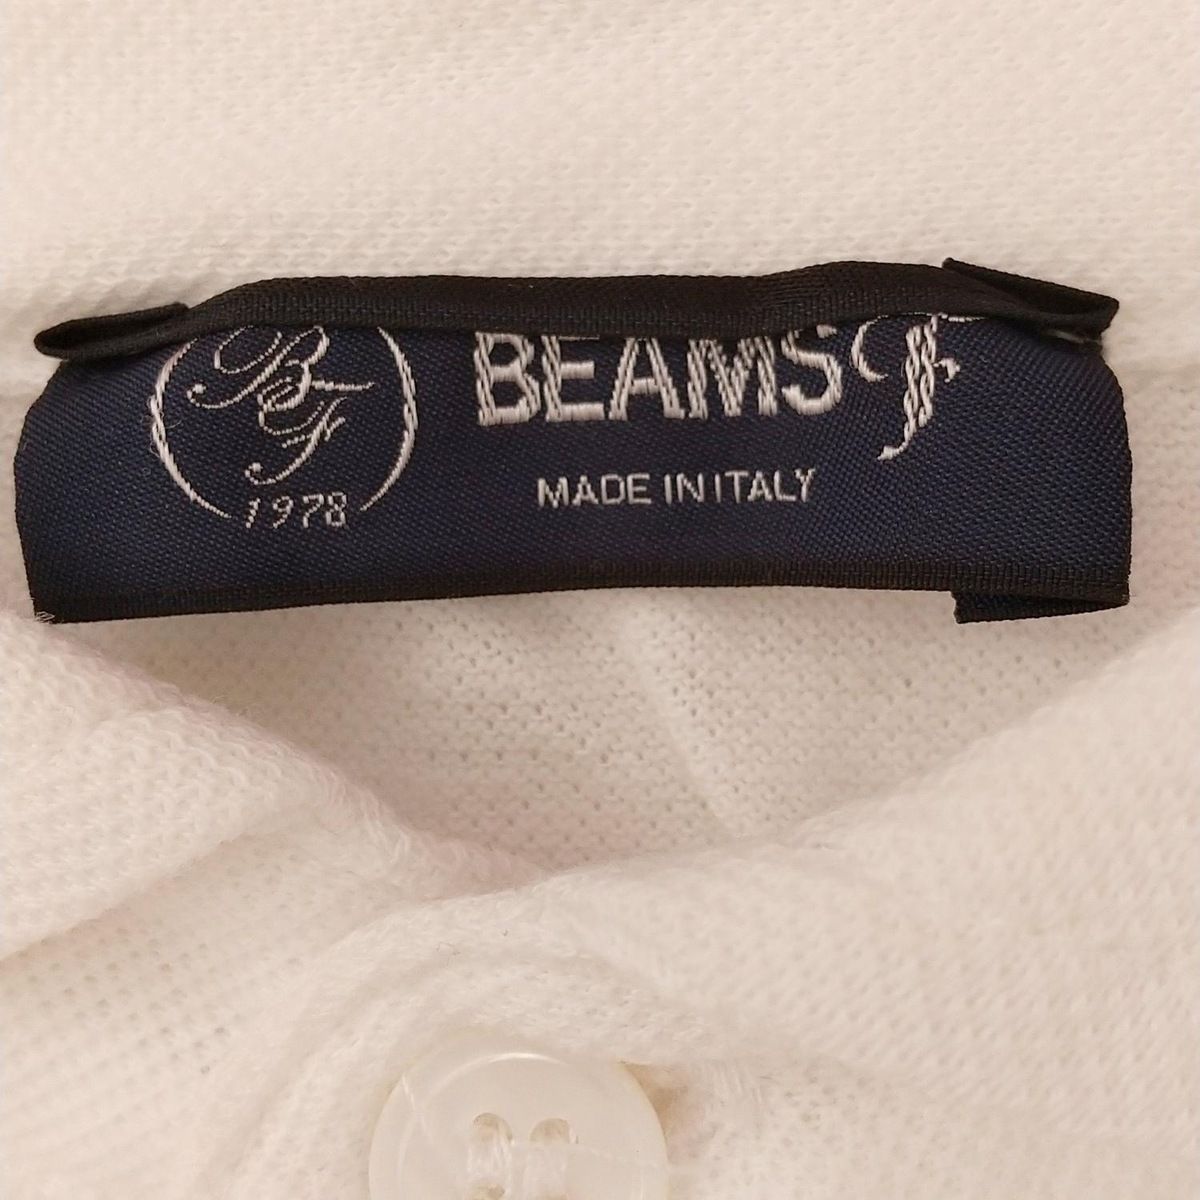 BF
1978
BEAMS F
MADE IN ITALY